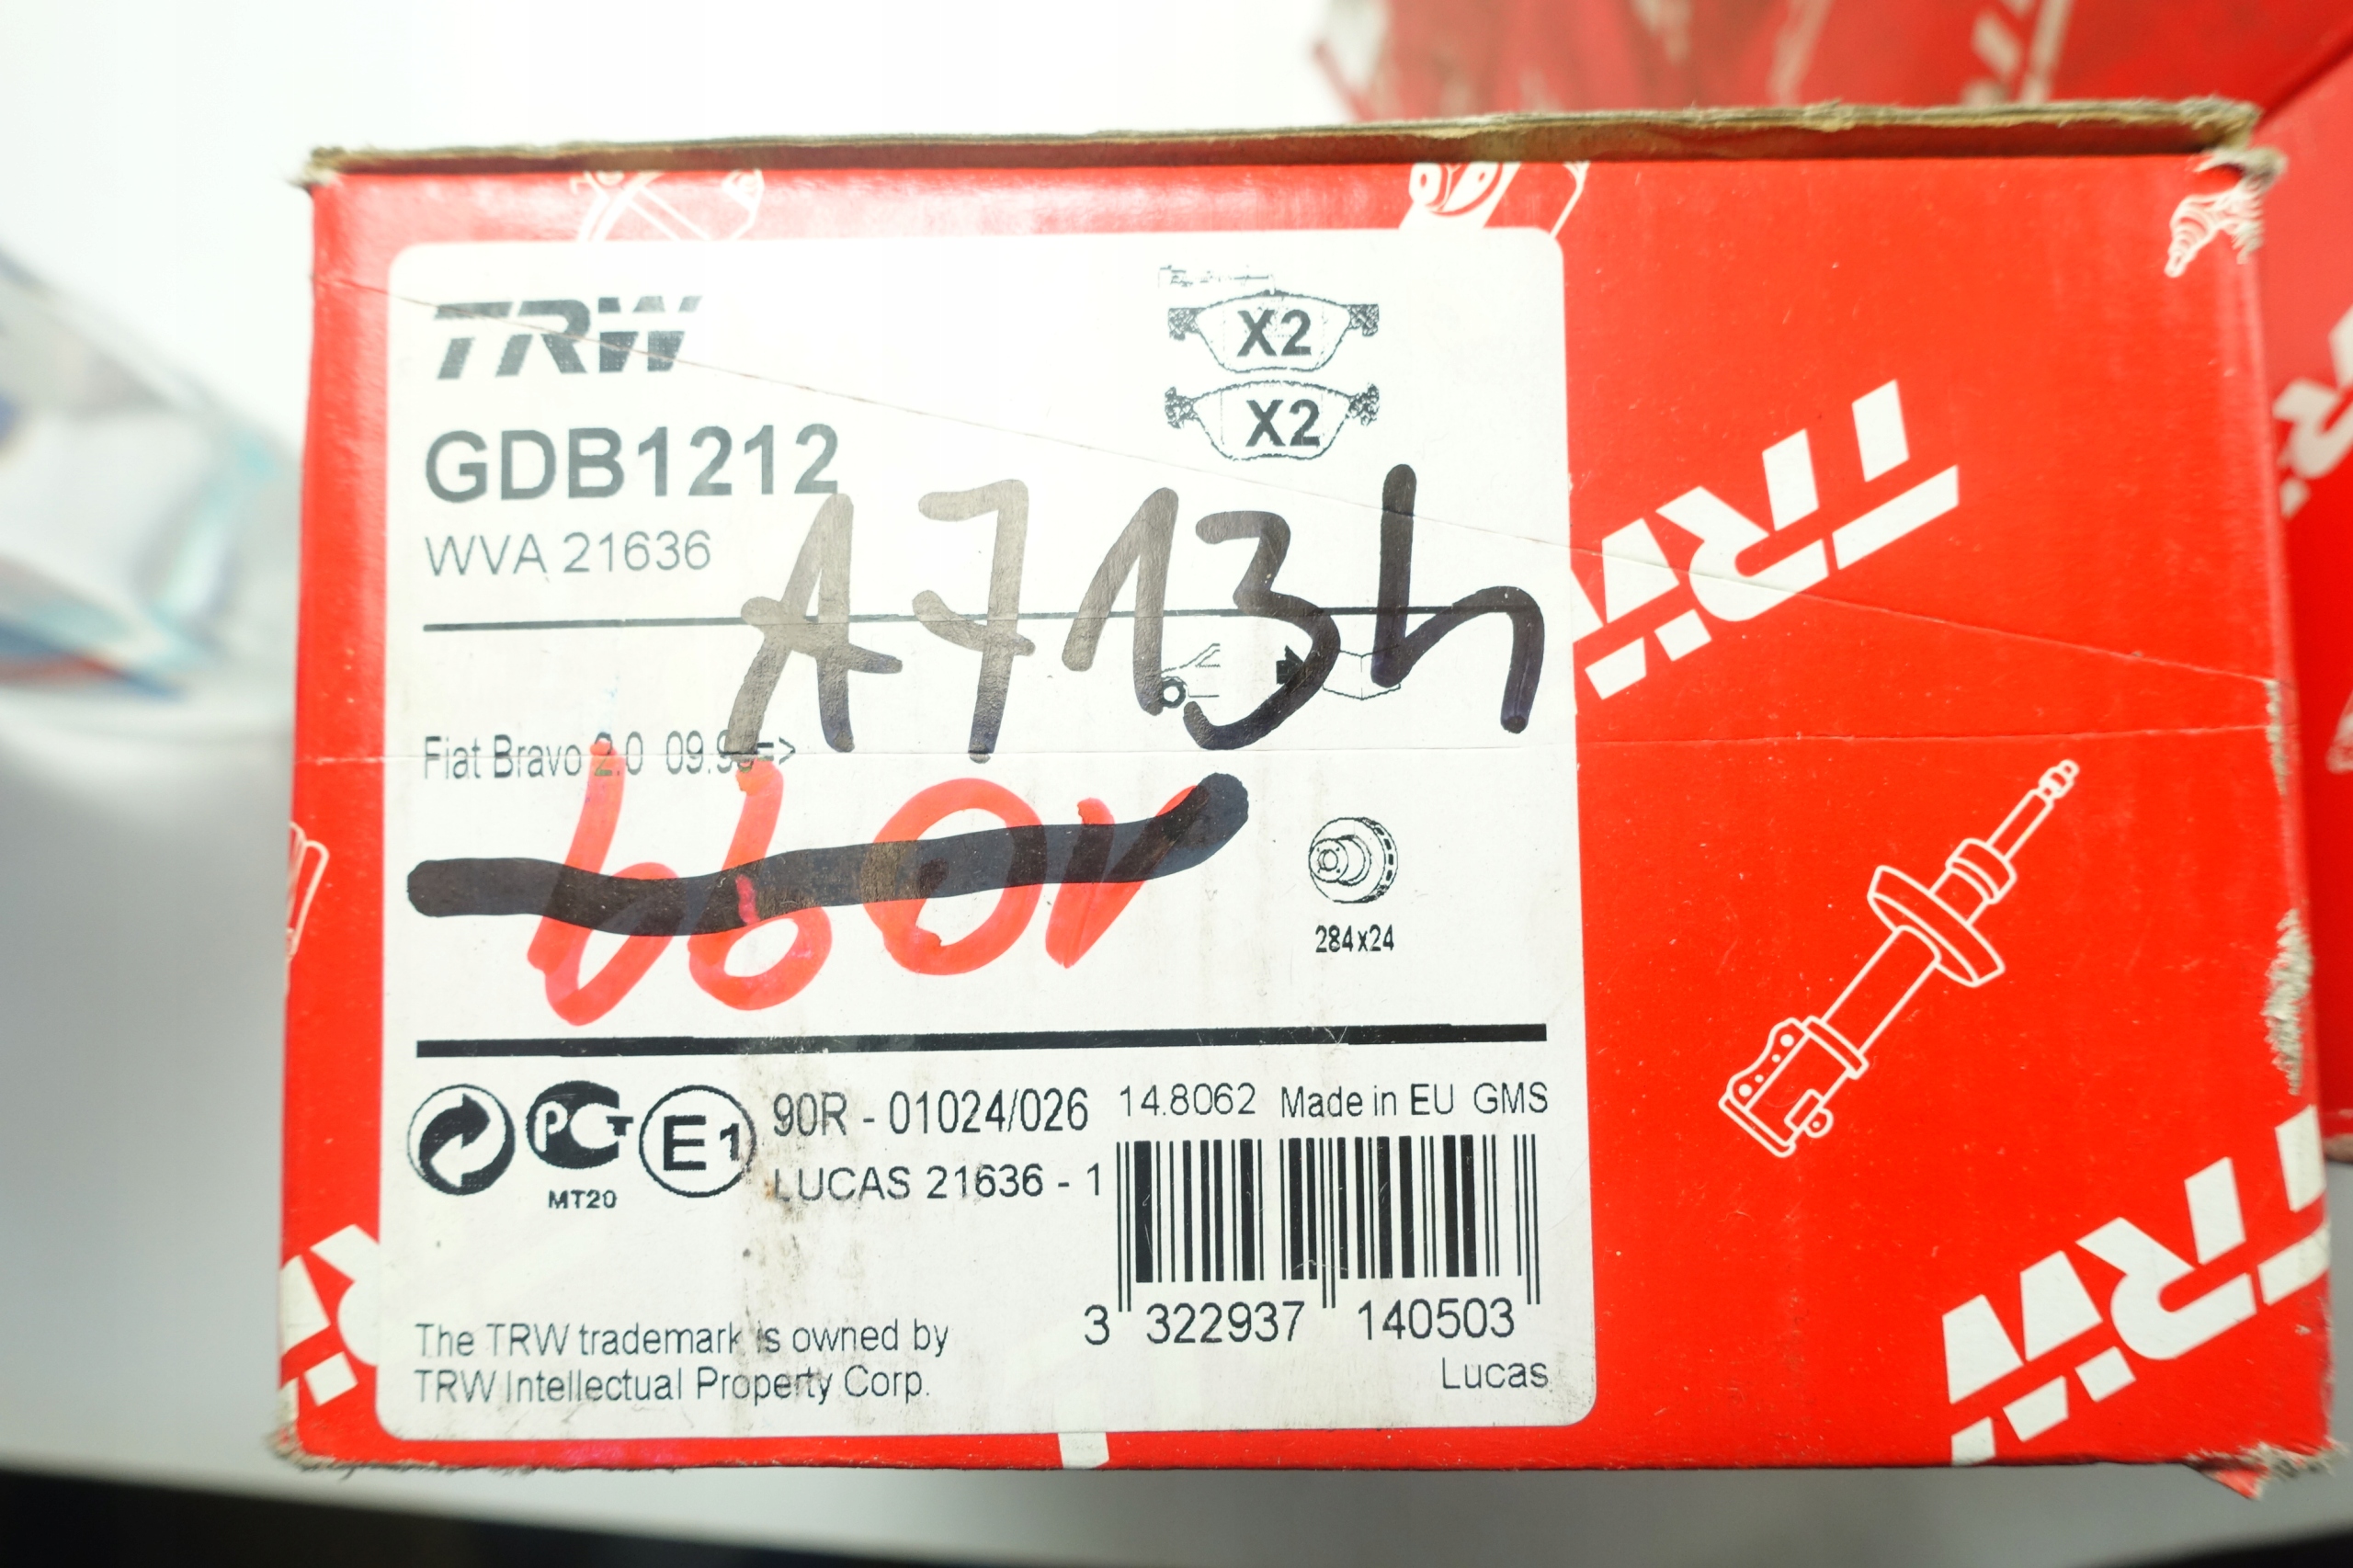 TRW
X2
X2
GDB1212
WVA 21636
A713h
Fiat Bravo 2.0 09.9 =>
284x24
PCT
MT20
E1
90R - 01024/026
14.8062 Made in EU GMS
LUCAS 21636 - 1
3 322937 140503
The TRW trademark is owned by
TRW Intellectual Property Corp.
Lucas
TRW
TRW